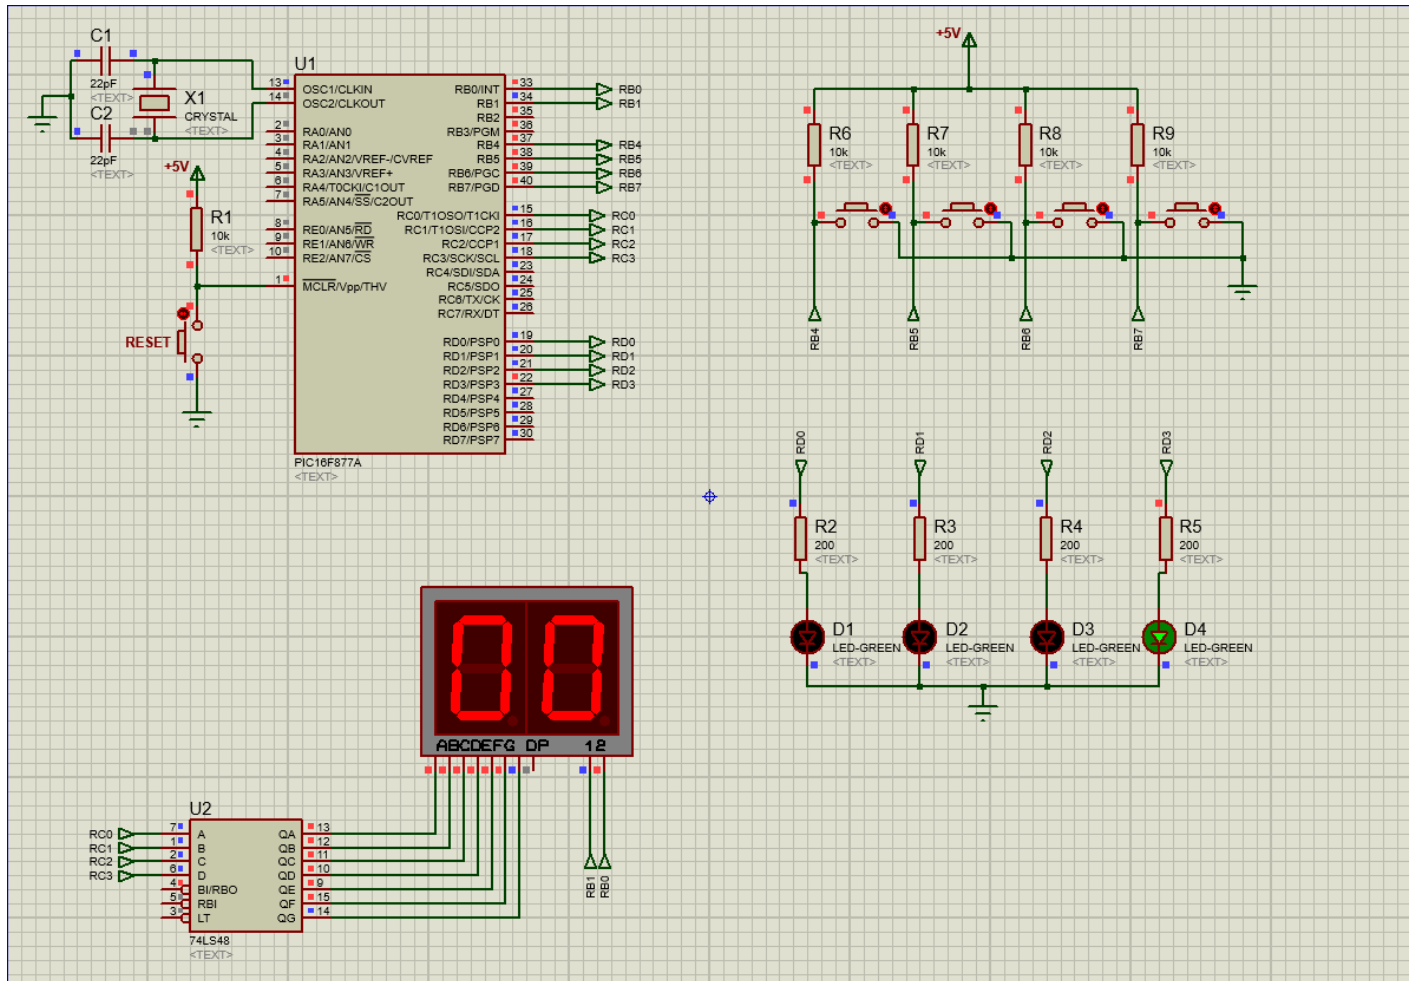 C1
22pF
<TEXT>
C2
22pF
<TEXT>
X1
CRYSTAL
<TEXT>
+5V
R1
10k
<TEXT>
RESET
U1
13 OSC1/CLKIN
14 OSC2/CLKOUT
2 RA0/AN0
3 RA1/AN1
4 RA2/AN2/VREF-/CVREF
5 RA3/AN3/VREF+
6 RA4/T0CKI/C1OUT
7 RA5/AN4/SS/C2OUT
8 RE0/AN5/RD
9 RE1/AN6/WR
10 RE2/AN7/CS
1 MCLR/Vpp/THV
RB0/INT 33 RB0
RB1 34 RB1
RB2 35
RB3/PGM 36
RB4 37 RB4
RB5 38 RB5
RB6/PGC 39 RB6
RB7/PGD 40 RB7
RC0/T1OSO/T1CKI 15 RC0
RC1/T1OSI/CCP2 16 RC1
RC2/CCP1 17 RC2
RC3/SCK/SCL 18 RC3
RC4/SDI/SDA 23
RC5/SDO 24
RC6/TX/CK 25
RC7/RX/DT 26
RD0/PSP0 19 RD0
RD1/PSP1 20 RD1
RD2/PSP2 21 RD2
RD3/PSP3 22 RD3
RD4/PSP4 27
RD5/PSP5 28
RD6/PSP6 29
RD7/PSP7 30
PIC16F877A
<TEXT>
+5V
R6 R7 R8 R9
10k 10k 10k 10k
<TEXT> <TEXT> <TEXT> <TEXT>
RB4 RB5 RB6 RB7
RD0 RD1 RD2 RD3
R2 R3 R4 R5
200 200 200 200
<TEXT> <TEXT> <TEXT> <TEXT>
D1 D2 D3 D4
LED-GREEN LED-GREEN LED-GREEN LED-GREEN
<TEXT> <TEXT> <TEXT> <TEXT>
00
ABCDEFG DP 12
RB1 RB0
U2
RC0 7 A QA 13
RC1 1 B QB 12
RC2 2 C QC 11
RC3 6 D QD 10
4 BI/RBO QE 9
5 RBI QF 15
3 LT QG 14
74LS48
<TEXT>